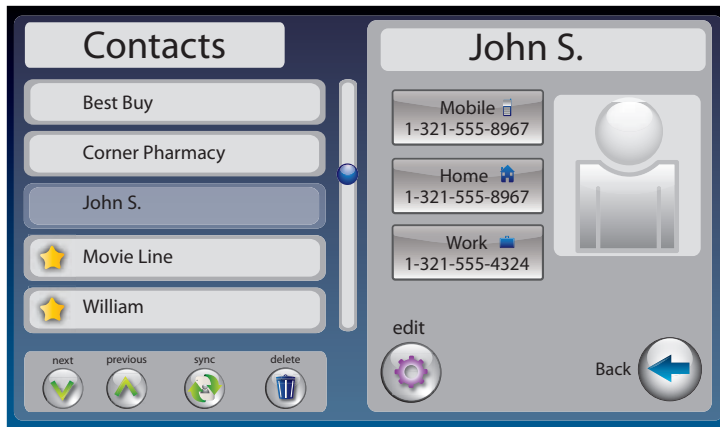 Contacts
Best Buy
Corner Pharmacy
John S.
Movie Line
William
next
previous
sync
delete
John S.
Mobile
1-321-555-8967
Home
1-321-555-8967
Work
1-321-555-4324
edit
Back